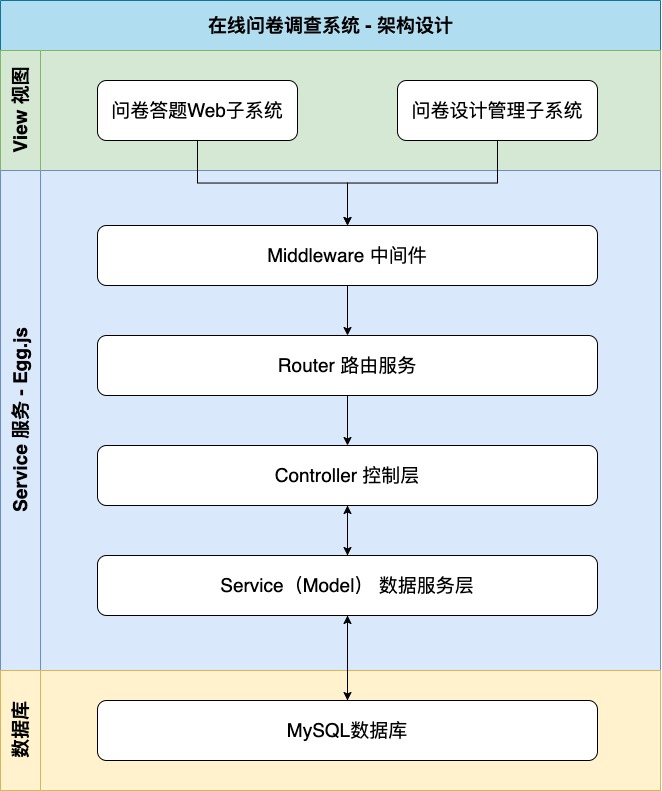 在线问卷调查系统 - 架构设计
View 视图
问卷答题Web子系统
问卷设计管理子系统
Service 服务 - Egg.js
Middleware 中间件
Router 路由服务
Controller 控制层
Service（Model） 数据服务层
数据库
MySQL数据库